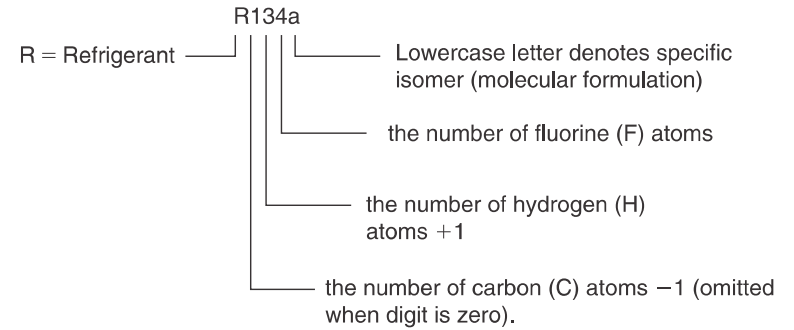 R134a
R = Refrigerant
Lowercase letter denotes specific
isomer (molecular formulation)
the number of fluorine (F) atoms
the number of hydrogen (H)
atoms +1
the number of carbon (C) atoms −1 (omitted
when digit is zero).